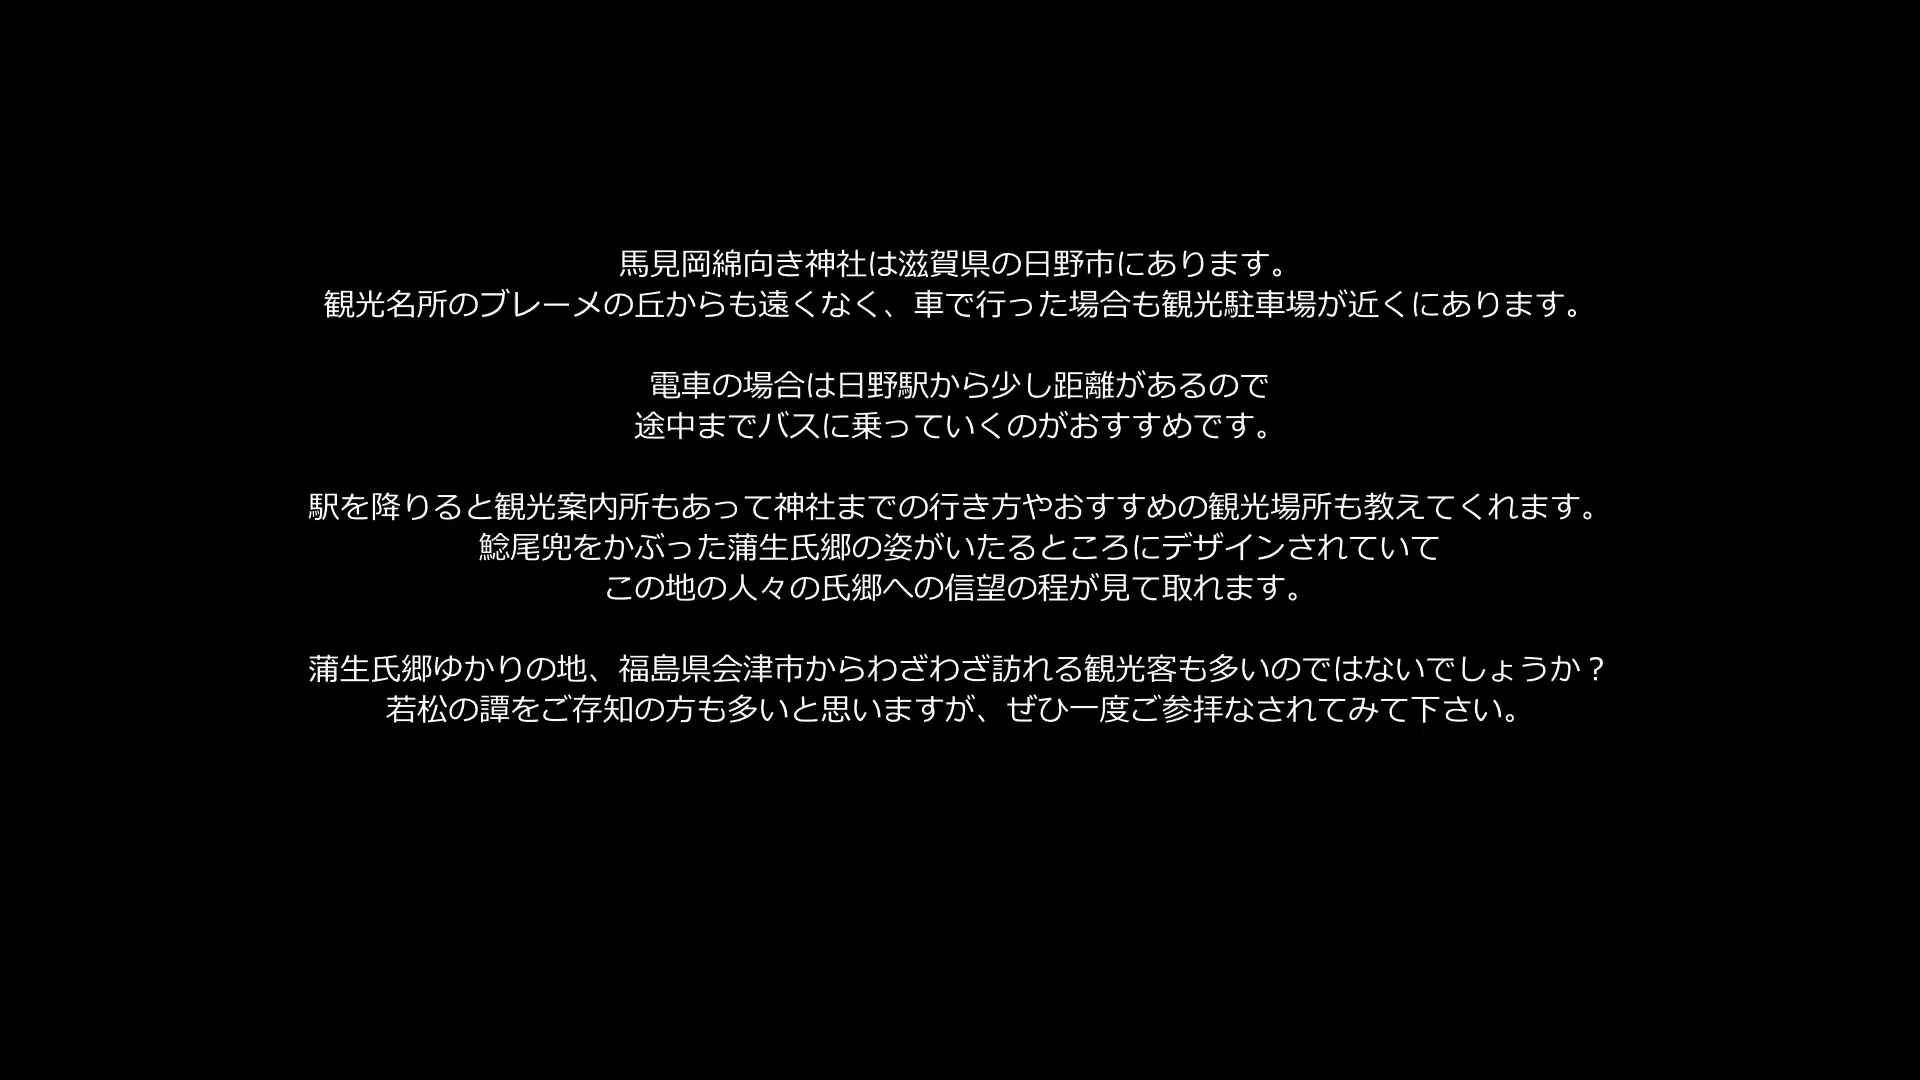 馬見岡綿向き神社は滋賀県の日野市にあります。
観光名所のブレーメの丘からも遠くなく、車で行った場合も観光駐車場が近くにあります。
電車の場合は日野駅から少し距離があるので
途中までバスに乗っていくのがおすすめです。
駅を降りると観光案内所もあって神社までの行き方やおすすめの観光場所も教えてくれます。
鯰尾兜をかぶった蒲生氏郷の姿がいたるところにデザインされていて
この地の人々の氏郷への信望の程が見て取れます。
蒲生氏郷ゆかりの地、福島県会津市からわざわざ訪れる観光客も多いのではないでしょうか？
若松の譚をご存知の方も多いと思いますが、ぜひ一度ご参拝なされてみて下さい。